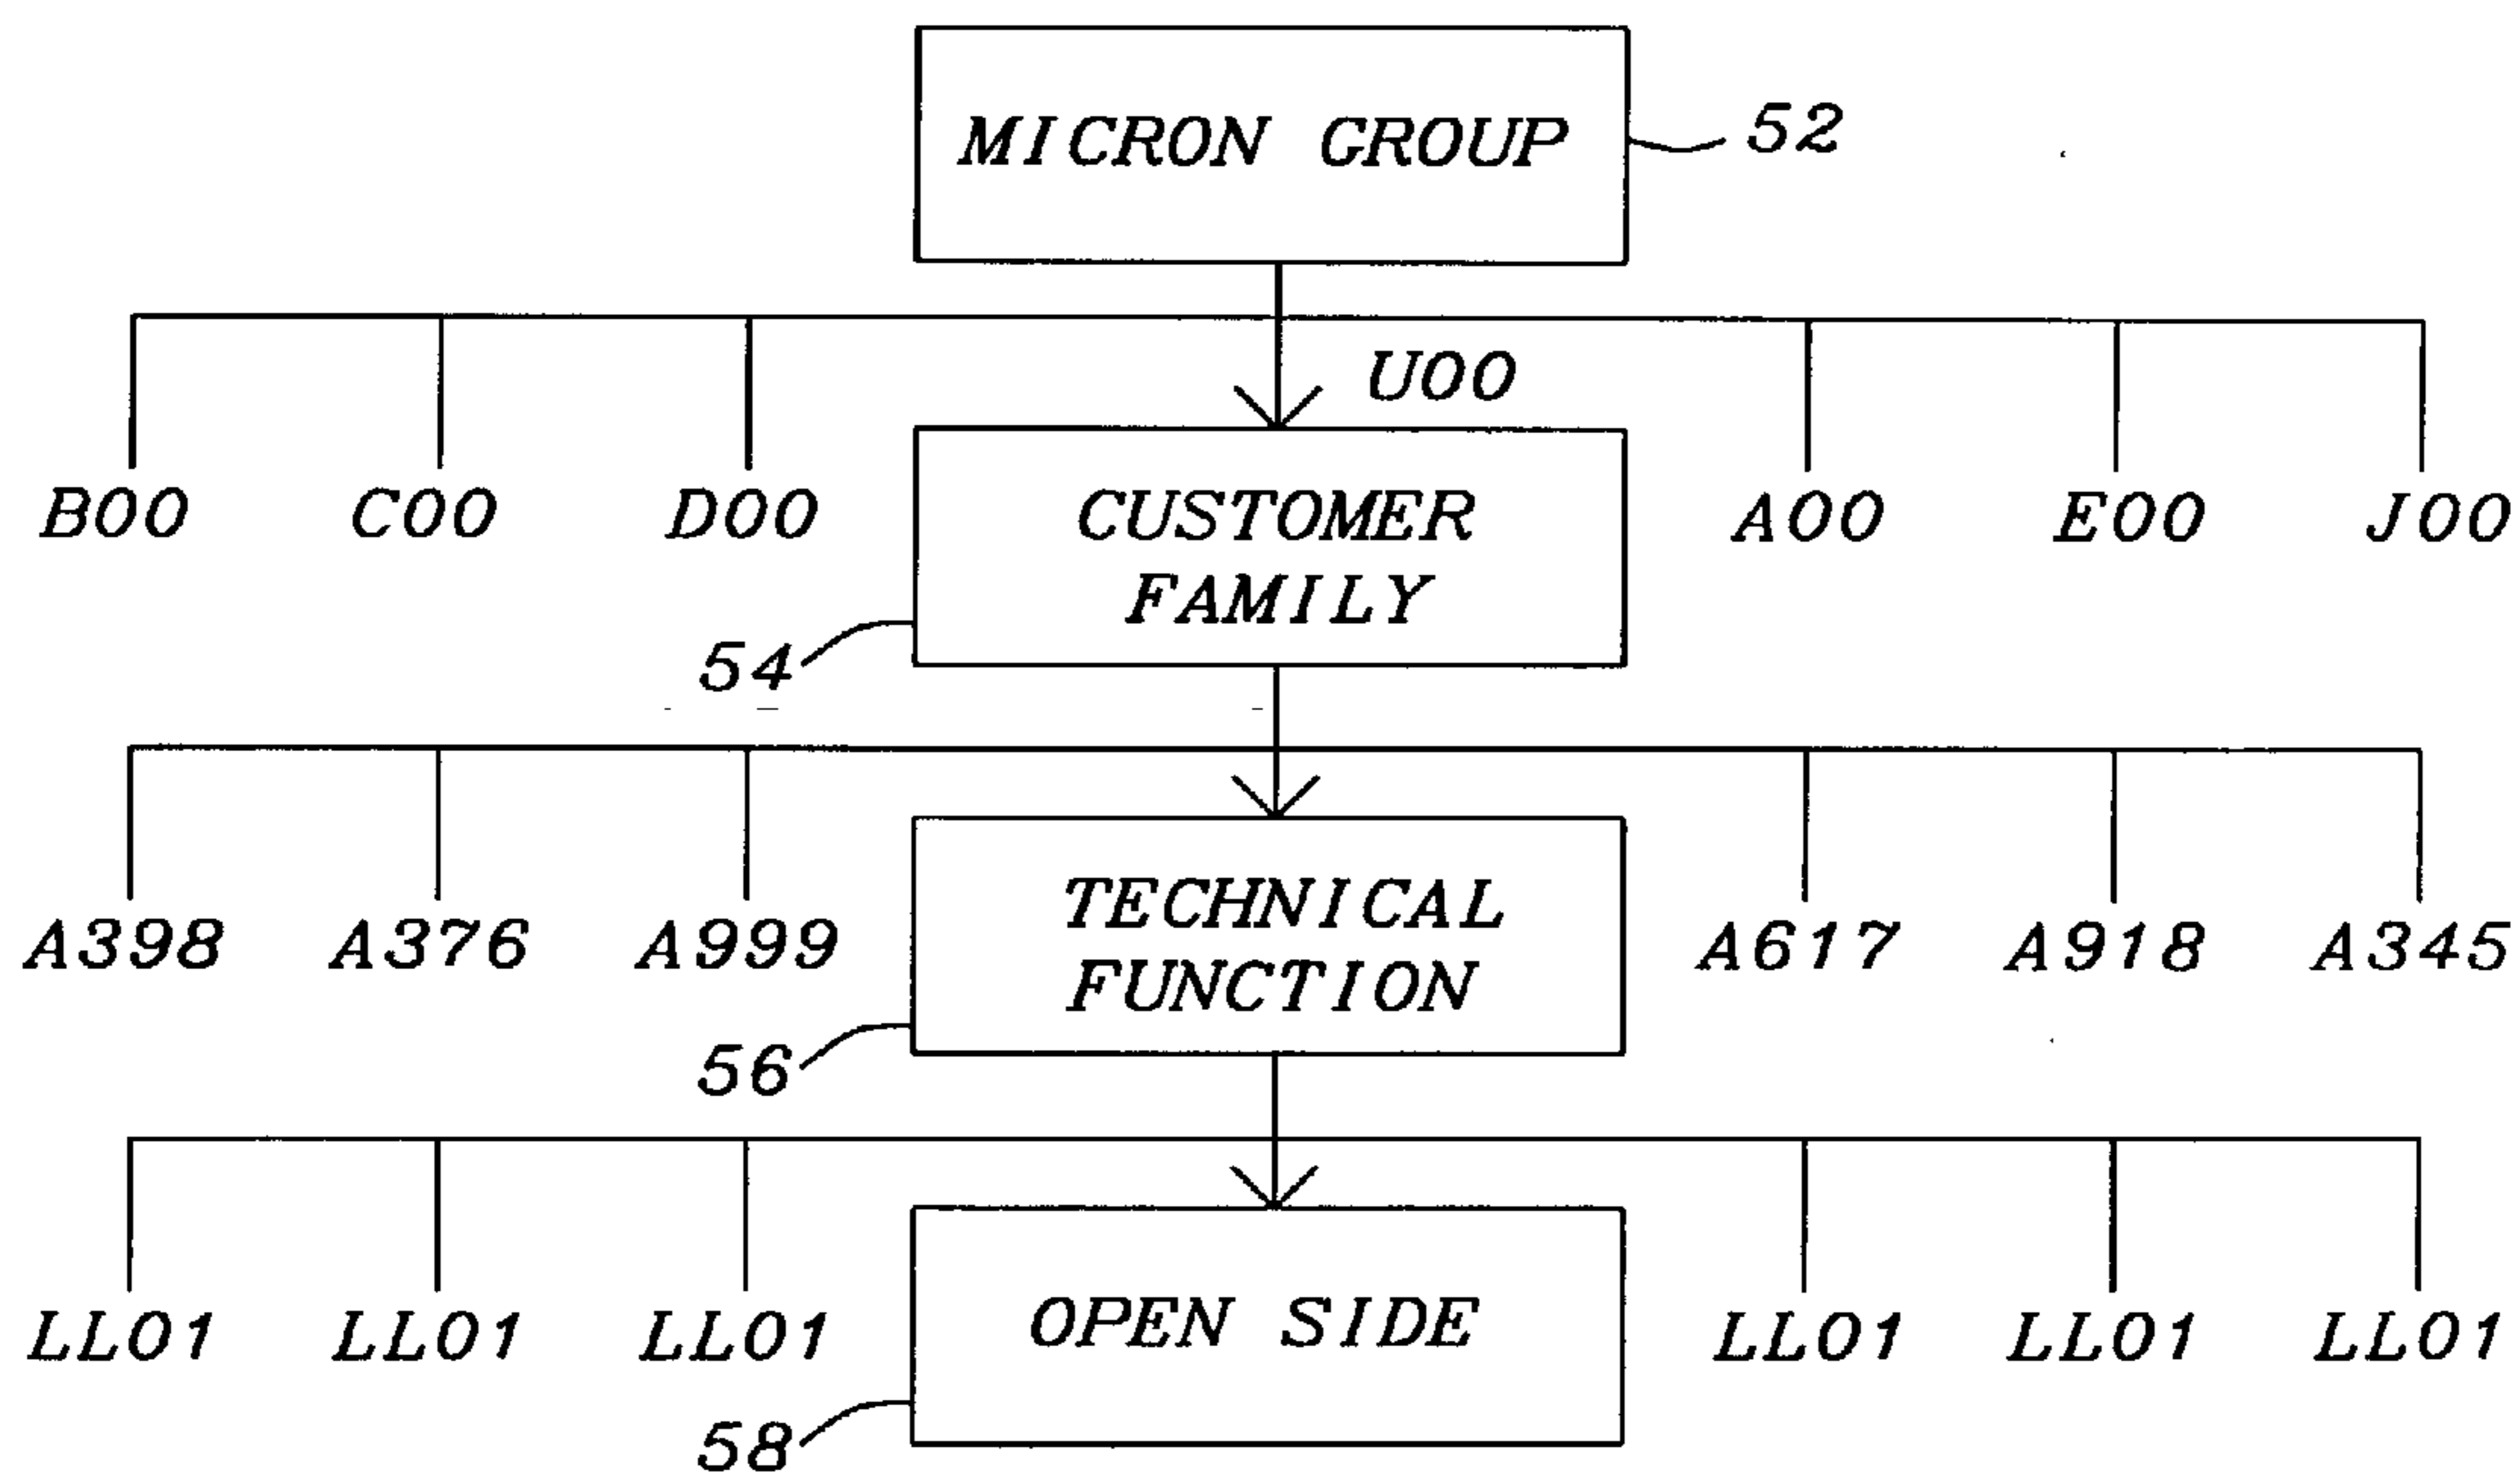 MICRON GROUP
52
U00
B00 C00 D00 A00 E00 J00
CUSTOMER
FAMILY
54
A398 A376 A999 A617 A918 A345
TECHNICAL
FUNCTION
56
LL01 LL01 LL01 LL01 LL01 LL01
OPEN SIDE
58